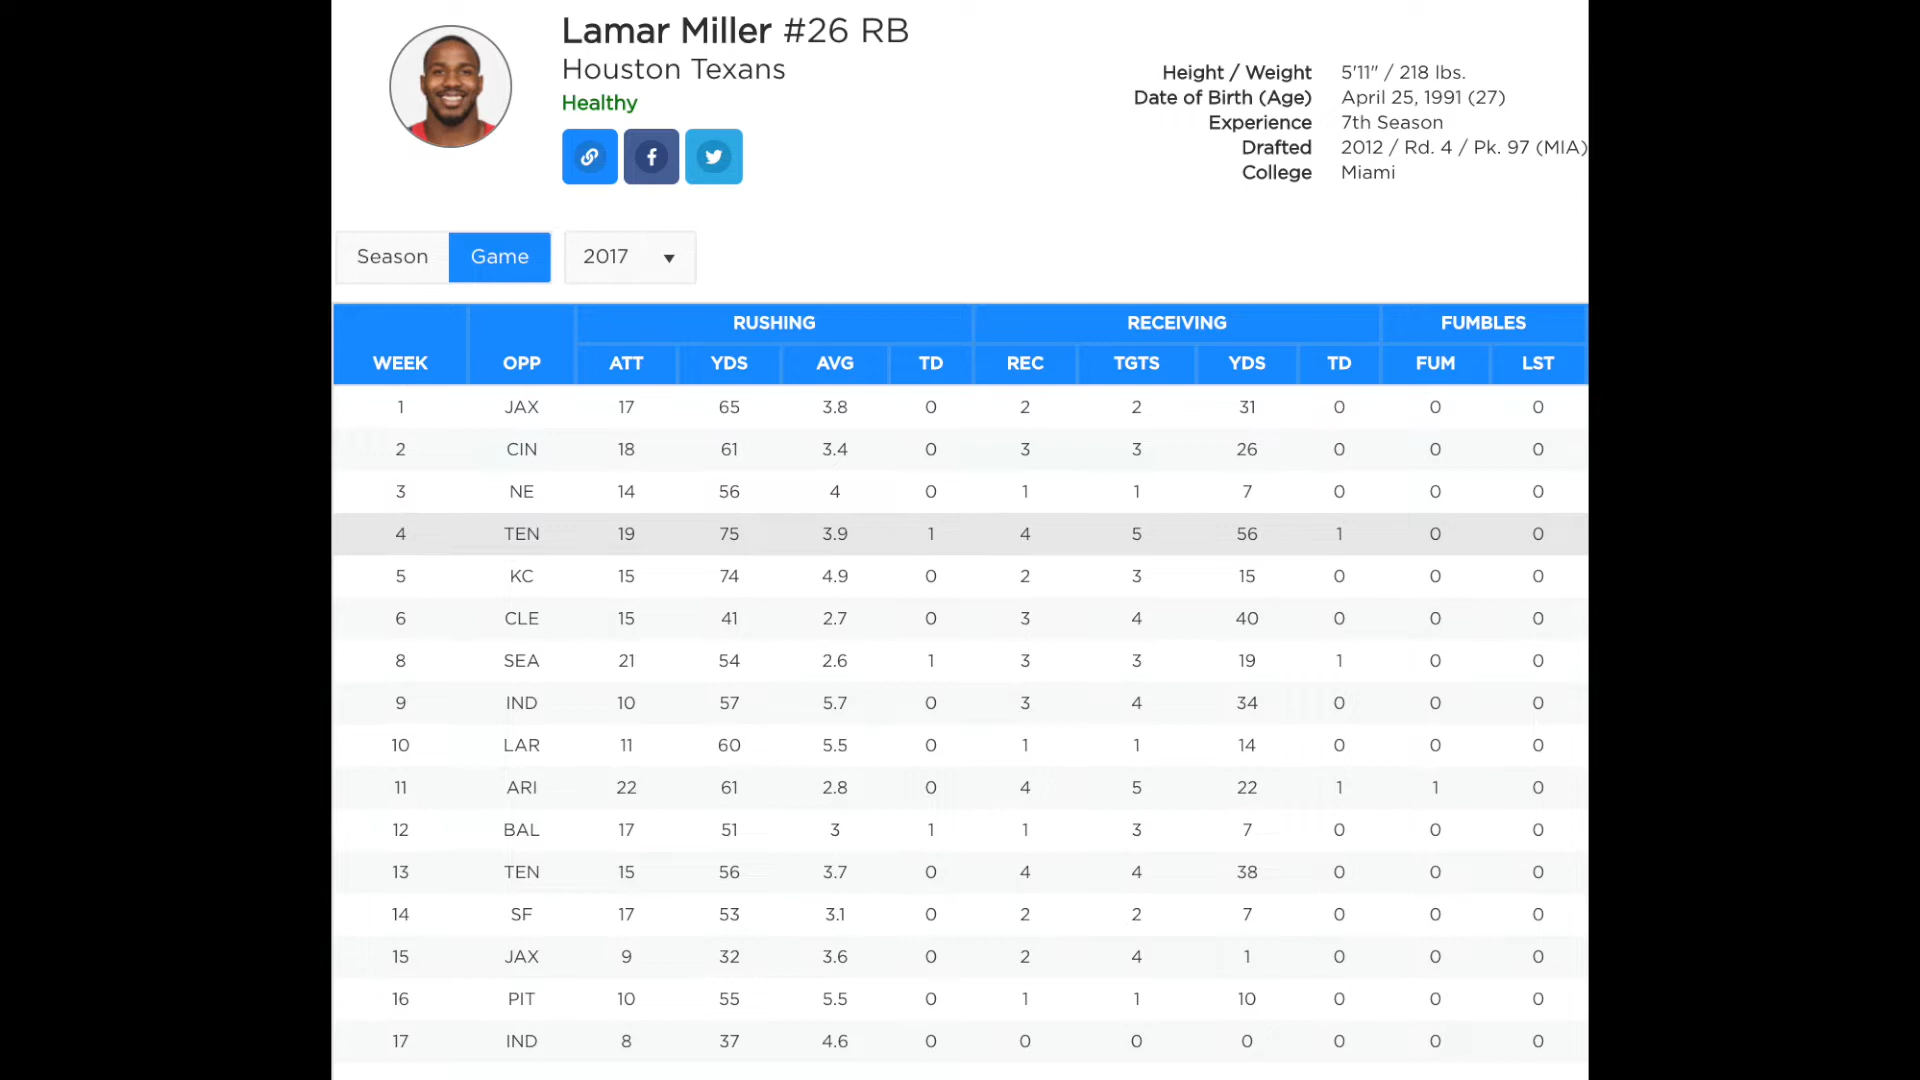 Lamar Miller #26 RB
Houston Texans
Healthy
Height / Weight 5'11" / 218 lbs.
Date of Birth (Age) April 25, 1991 (27)
Experience 7th Season
Drafted 2012 / Rd. 4 / Pk. 97 (MIA)
College Miami
Season Game 2017
RUSHING RECEIVING FUMBLES
WEEK OPP ATT YDS AVG TD REC TGTS YDS TD FUM LST
1 JAX 17 65 3.8 0 2 2 31 0 0 0
2 CIN 18 61 3.4 0 3 3 26 0 0 0
3 NE 14 56 4 0 1 1 7 0 0 0
4 TEN 19 75 3.9 1 4 5 56 1 0 0
5 KC 15 74 4.9 0 2 3 15 0 0 0
6 CLE 15 41 2.7 0 3 4 40 0 0 0
8 SEA 21 54 2.6 1 3 3 19 1 0 0
9 IND 10 57 5.7 0 3 4 34 0 0 0
10 LAR 11 60 5.5 0 1 1 14 0 0 0
11 ARI 22 61 2.8 0 4 5 22 1 1 0
12 BAL 17 51 3 1 1 3 7 0 0 0
13 TEN 15 56 3.7 0 4 4 38 0 0 0
14 SF 17 53 3.1 0 2 2 7 0 0 0
15 JAX 9 32 3.6 0 2 4 1 0 0 0
16 PIT 10 55 5.5 0 1 1 10 0 0 0
17 IND 8 37 4.6 0 0 0 0 0 0 0